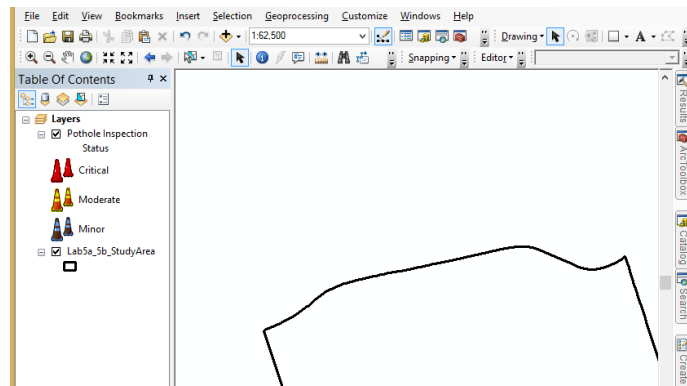 File Edit View Bookmarks Insert Selection Geoprocessing Customize Windows Help
1:62,500 Drawing A
Snapping Editor
Table Of Contents
Layers
Pothole Inspection
Status
Critical
Moderate
Minor
Lab5a_5b_StudyArea
Results
ArcToolbox
Catalog
Search
Create